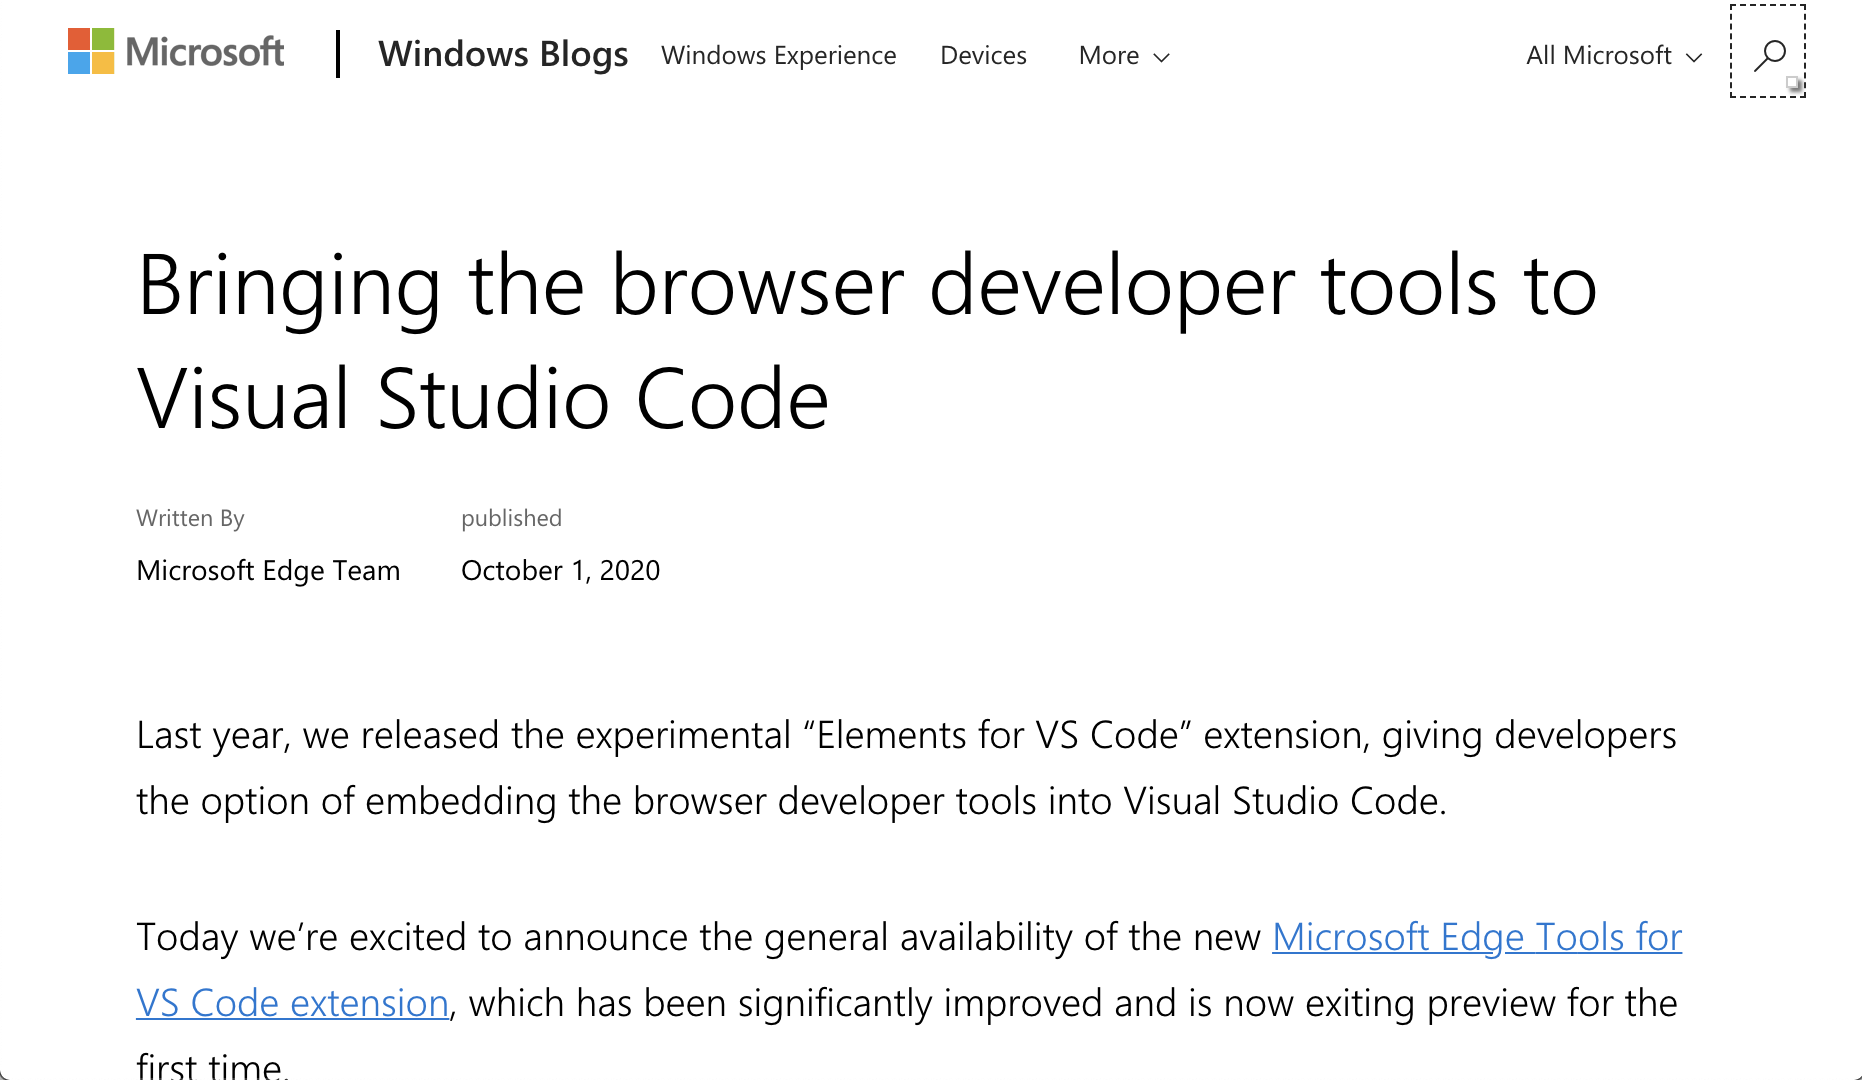 Microsoft | Windows Blogs Windows Experience Devices More All Microsoft
Bringing the browser developer tools to
Visual Studio Code
Written By published
Microsoft Edge Team October 1, 2020
Last year, we released the experimental “Elements for VS Code” extension, giving developers
the option of embedding the browser developer tools into Visual Studio Code.
Today we’re excited to announce the general availability of the new Microsoft Edge Tools for
VS Code extension, which has been significantly improved and is now exiting preview for the
first time.